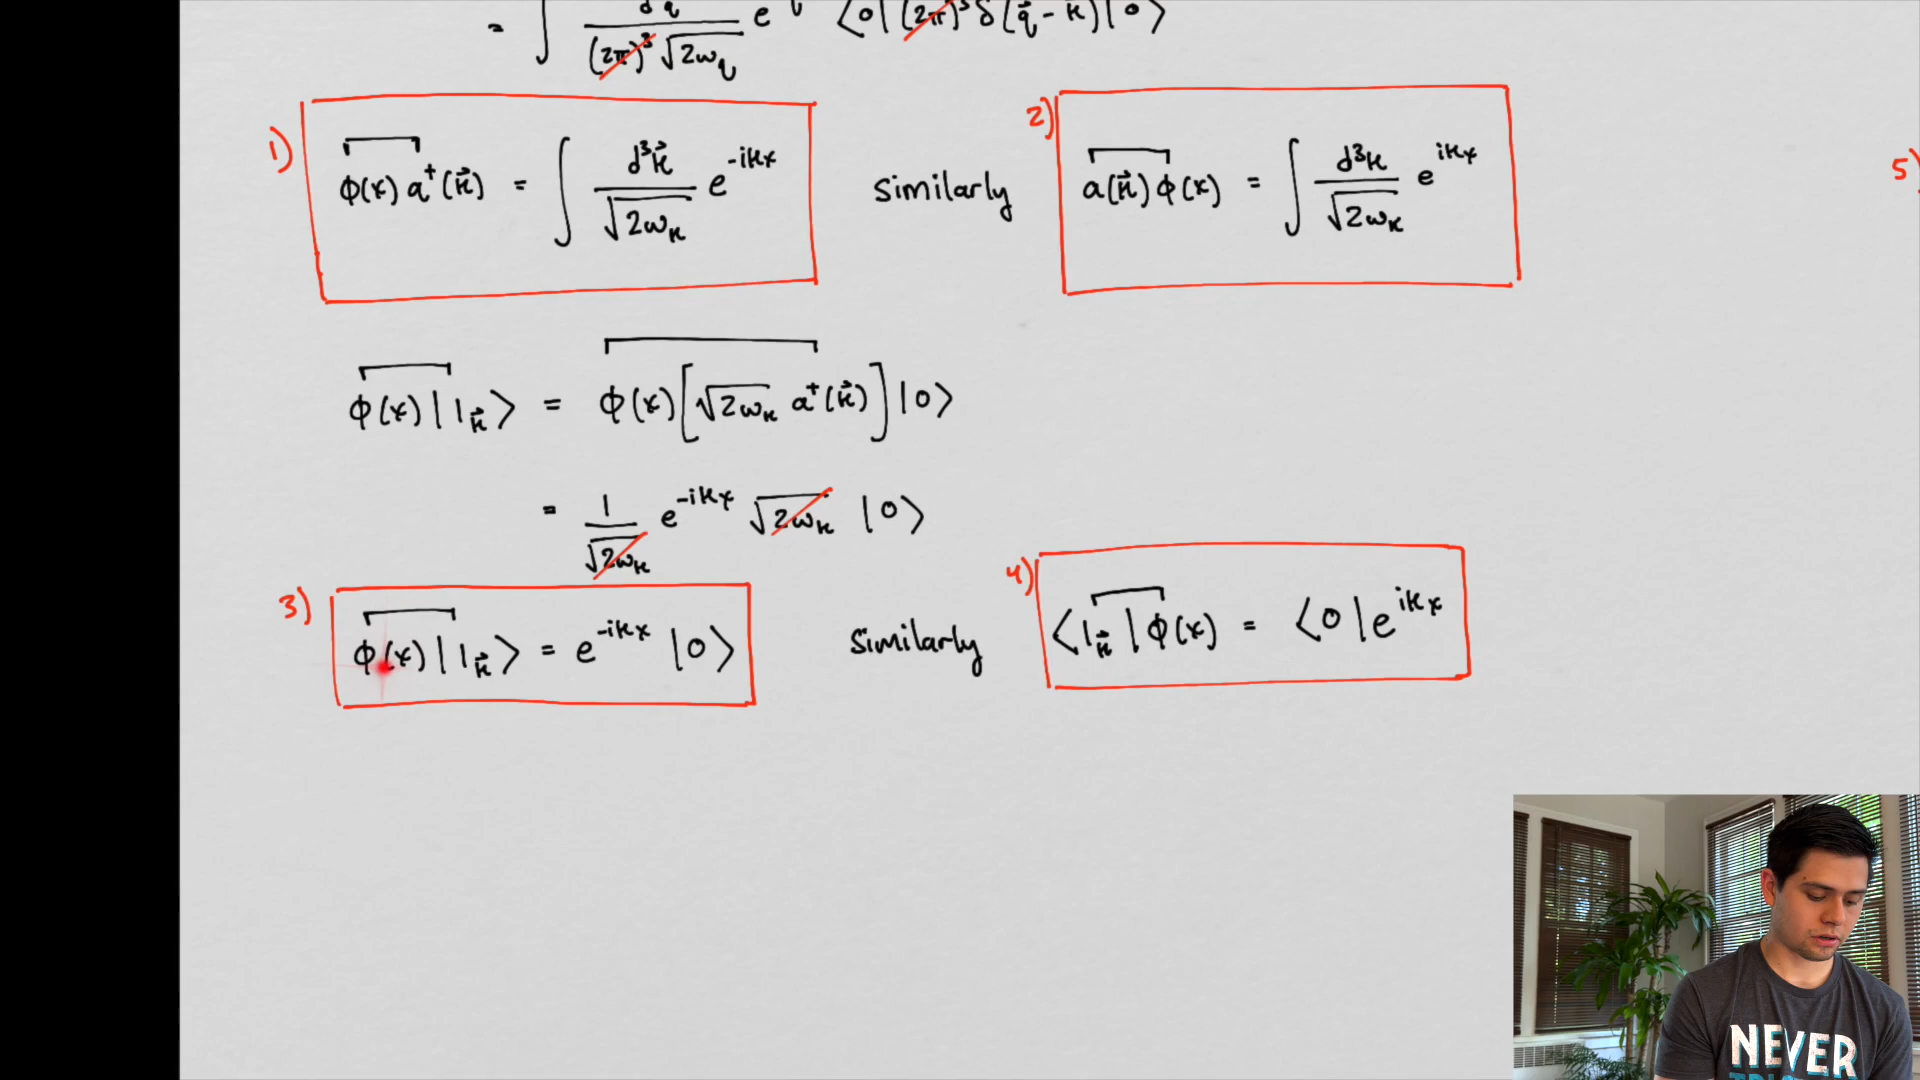 = ∫ d³q / (2π)³ √2ω_q e ⟨0| (2π)³ δ(q⃗ - k⃗) |0⟩
1) ϕ(x) a†(k⃗) = ∫ d³k⃗ / √2ω_k e^{-ikx} Similarly 2) a(k⃗) ϕ(x) = ∫ d³k / √2ω_k e^{ikx} 5)
ϕ(x) | 1_k⃗ ⟩ = ϕ(x) [ √2ω_k a†(k⃗) ] |0⟩
= 1 / √2ω_k e^{-ikx} √2ω_k |0⟩
3) ϕ(x) | 1_k⃗ ⟩ = e^{-ikx} |0⟩ Similarly 4) ⟨ 1_k⃗ | ϕ(x) = ⟨0| e^{ikx}
NEVER